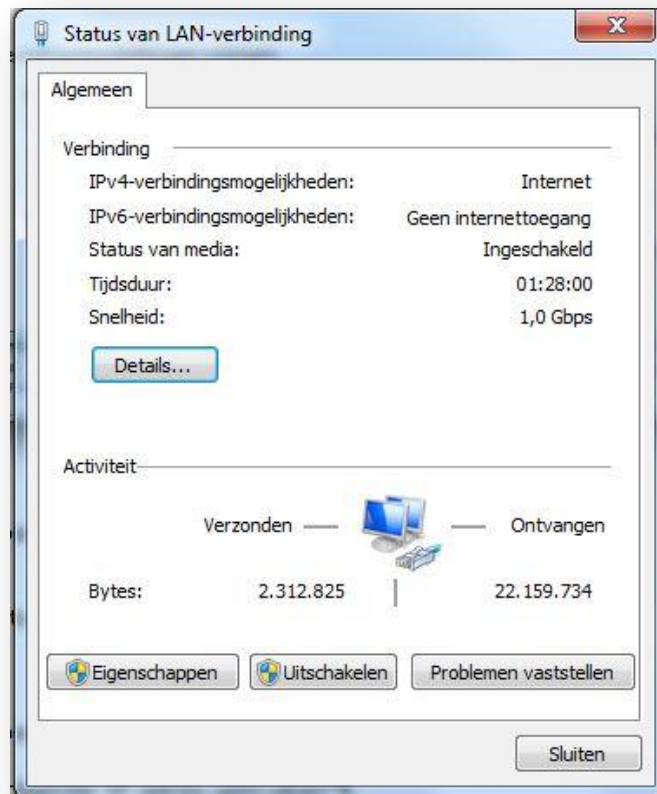 Status van LAN-verbinding
Algemeen
Verbinding
IPv4-verbindingsmogelijkheden: Internet
IPv6-verbindingsmogelijkheden: Geen internettoegang
Status van media: Ingeschakeld
Tijdsduur: 01:28:00
Snelheid: 1,0 Gbps
Details...
Activiteit
Verzonden Ontvangen
Bytes: 2.312.825 22.159.734
Eigenschappen Uitschakelen Problemen vaststellen
Sluiten